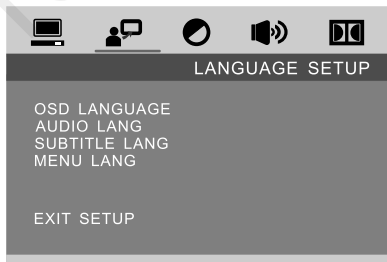 LANGUAGE SETUP
OSD LANGUAGE
AUDIO LANG
SUBTITLE LANG
MENU LANG
EXIT SETUP